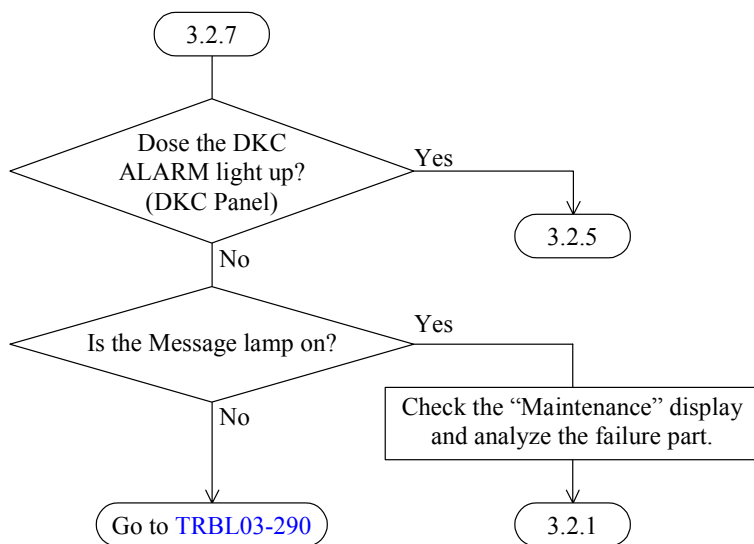 3.2.7
Dose the DKC
ALARM light up?
(DKC Panel)
Yes
3.2.5
No
Is the Message lamp on?
Yes
No
Check the “Maintenance” display
and analyze the failure part.
Go to TRBL03-290
3.2.1